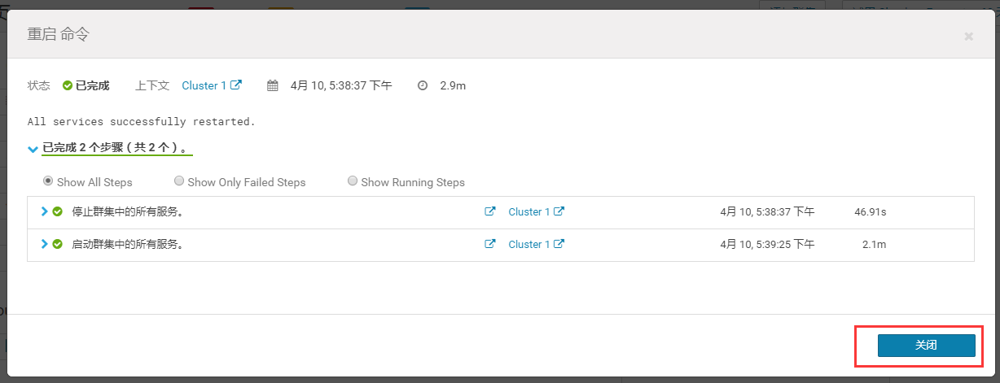 重启 命令
状态 已完成 上下文 Cluster 1 4月 10, 5:38:37 下午 2.9m
All services successfully restarted.
已完成 2 个步骤（共 2 个）。
Show All Steps Show Only Failed Steps Show Running Steps
停止群集中的所有服务。 Cluster 1 4月 10, 5:38:37 下午 46.91s
启动群集中的所有服务。 Cluster 1 4月 10, 5:39:25 下午 2.1m
关闭